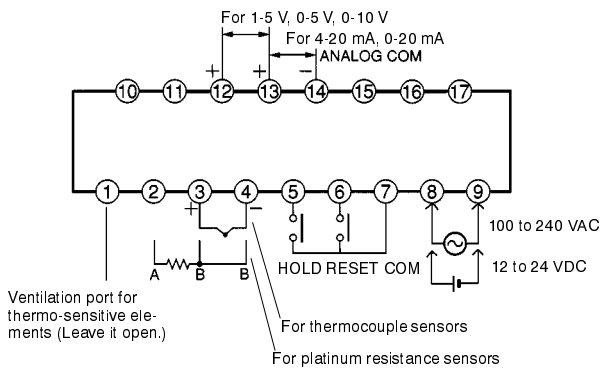 For 1-5 V, 0-5 V, 0-10 V
For 4-20 mA, 0-20 mA
ANALOG COM
+ + −
10 11 12 13 14 15 16 17
1 2 3 4 5 6 7 8 9
+ −
100 to 240 VAC
A B B
HOLD RESET COM
12 to 24 VDC
Ventilation port for
thermo-sensitive ele-
ments (Leave it open.)
For thermocouple sensors
For platinum resistance sensors